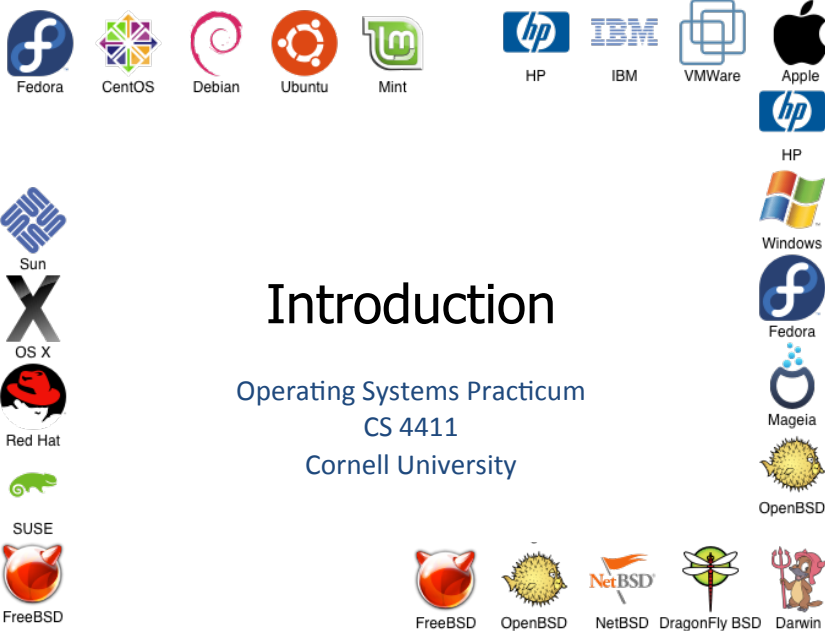 Fedora CentOS Debian Ubuntu Mint HP IBM VMWare Apple
HP
Windows
Sun
Introduction
Fedora
OS X
Operating Systems Practicum
Mageia
CS 4411
Red Hat
Cornell University
OpenBSD
SUSE
NetBSD
FreeBSD
FreeBSD OpenBSD NetBSD DragonFly BSD Darwin